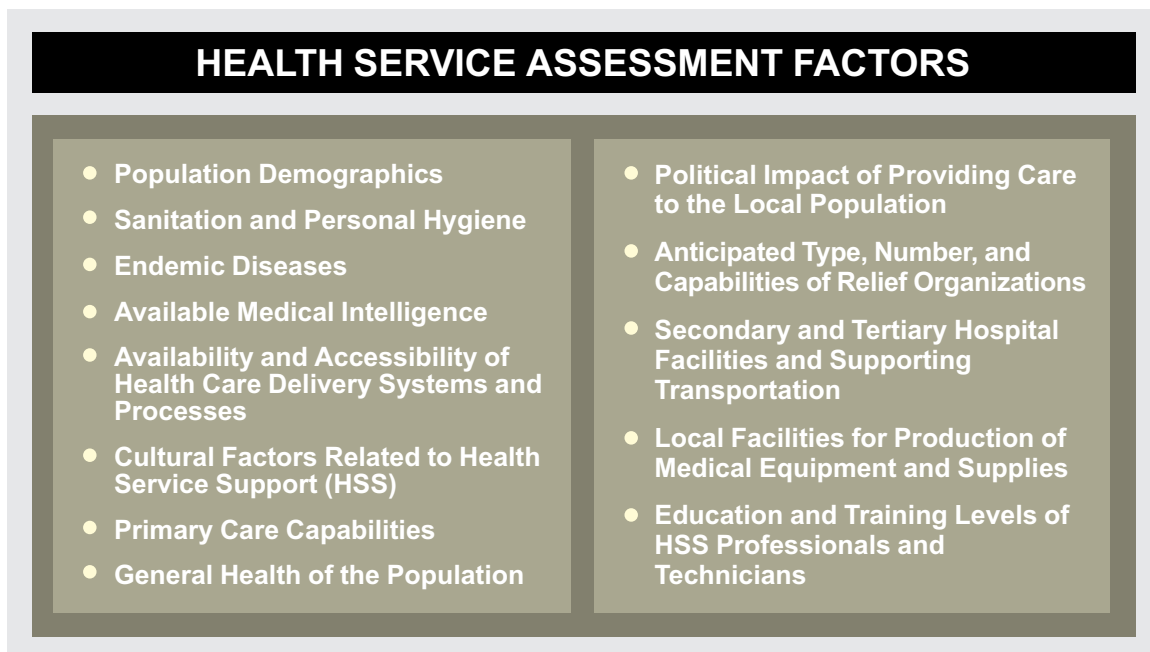 HEALTH SERVICE ASSESSMENT FACTORS
Population Demographics
Sanitation and Personal Hygiene
Endemic Diseases
Available Medical Intelligence
Availability and Accessibility of
Health Care Delivery Systems and
Processes
Cultural Factors Related to Health
Service Support (HSS)
Primary Care Capabilities
General Health of the Population
Political Impact of Providing Care
to the Local Population
Anticipated Type, Number, and
Capabilities of Relief Organizations
Secondary and Tertiary Hospital
Facilities and Supporting
Transportation
Local Facilities for Production of
Medical Equipment and Supplies
Education and Training Levels of
HSS Professionals and
Technicians